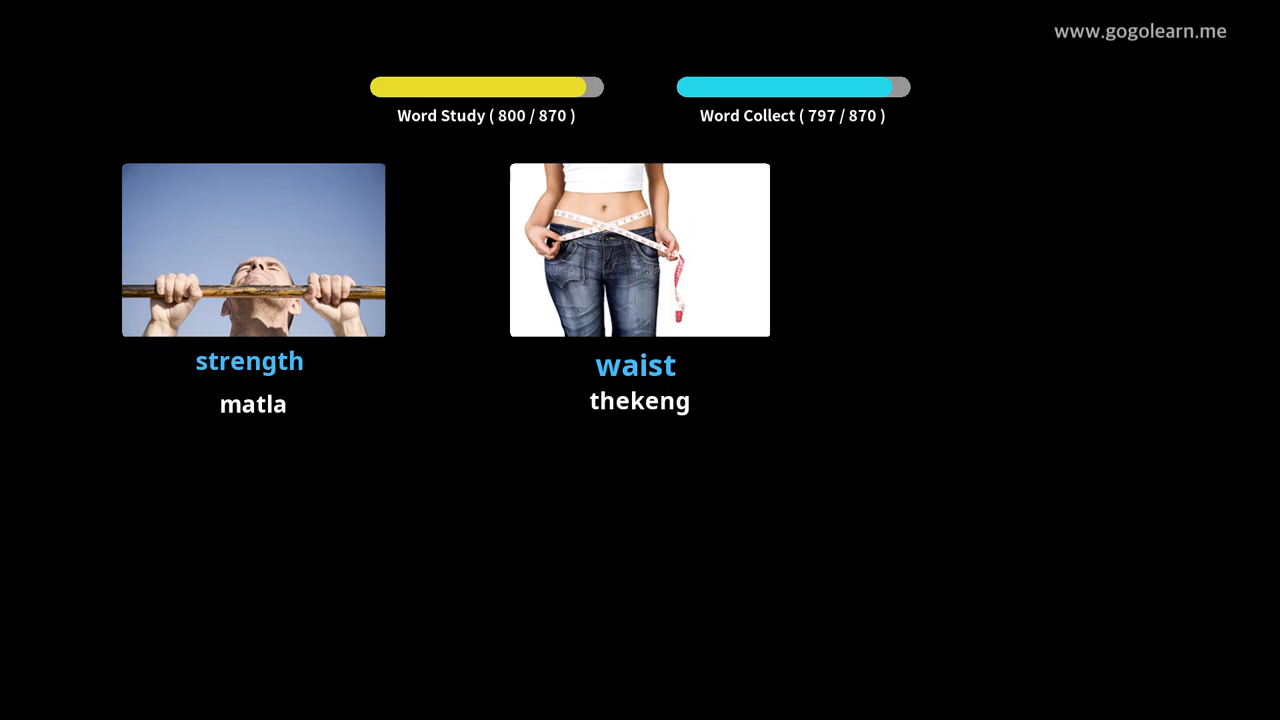 www.gogolearn.me
Word Study ( 800 / 870 )
Word Collect ( 797 / 870 )
strength
matla
waist
thekeng